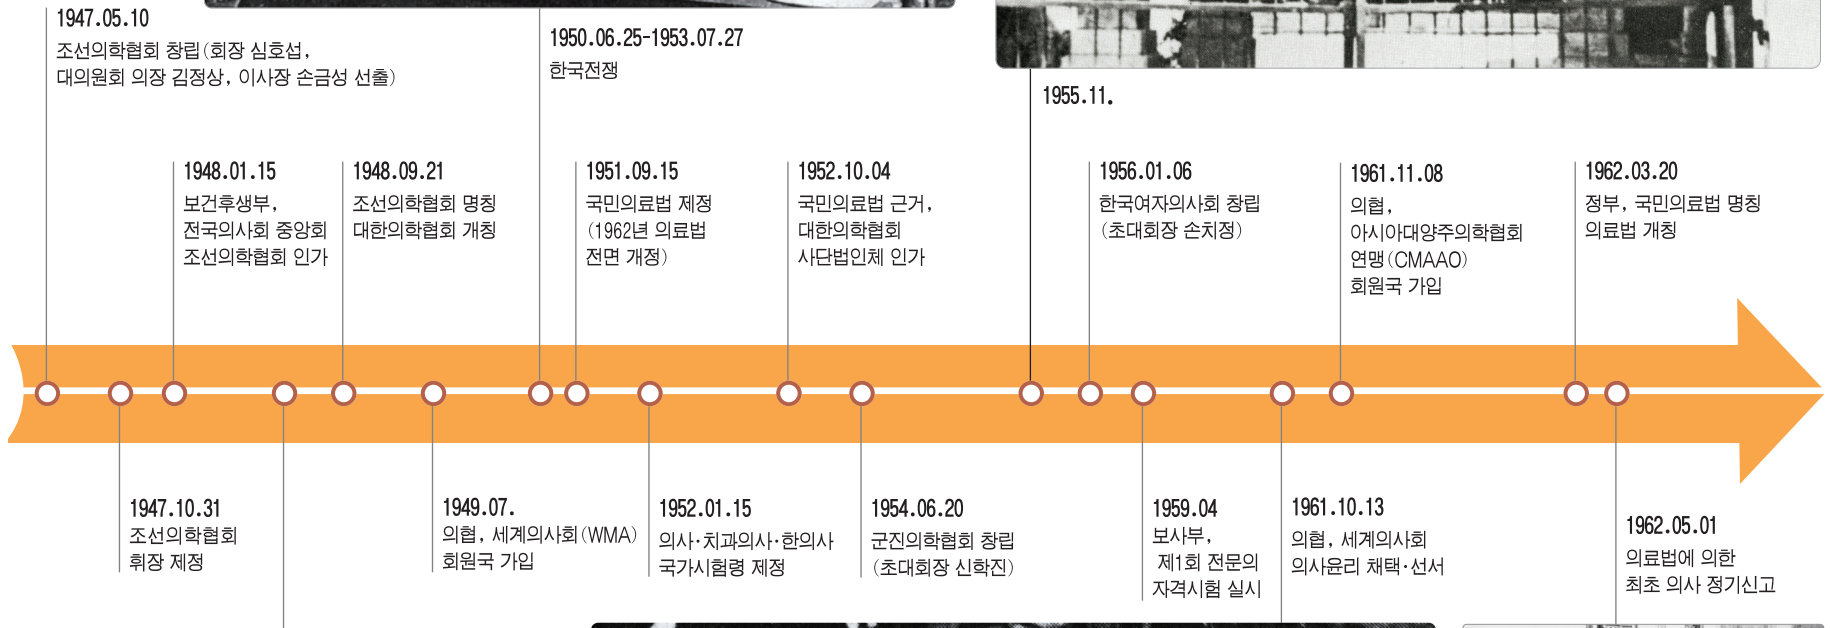 1947.05.10
조선의학협회 창립(회장 심호섭,
대의원회 의장 김정상, 이사장 손금성 선출)
1950.06.25-1953.07.27
한국전쟁
1955.11.
1948.01.15
보건후생부,
전국의사회 중앙회
조선의학협회 인가
1948.09.21
조선의학협회 명칭
대한의학협회 개칭
1951.09.15
국민의료법 제정
(1962년 의료법
전면 개정)
1952.10.04
국민의료법 근거,
대한의학협회
사단법인체 인가
1956.01.06
한국여자의사회 창립
(초대회장 손치정)
1961.11.08
의협,
아시아대양주의학협회
연맹(CMAAO)
회원국 가입
1962.03.20
정부, 국민의료법 명칭
의료법 개칭
1947.10.31
조선의학협회
휘장 제정
1949.07.
의협, 세계의사회(WMA)
회원국 가입
1952.01.15
의사·치과의사·한의사
국가시험령 제정
1954.06.20
군진의학협회 창립
(초대회장 신학진)
1959.04
보사부,
제1회 전문의
자격시험 실시
1961.10.13
의협, 세계의사회
의사윤리 채택·선서
1962.05.01
의료법에 의한
최초 의사 정기신고